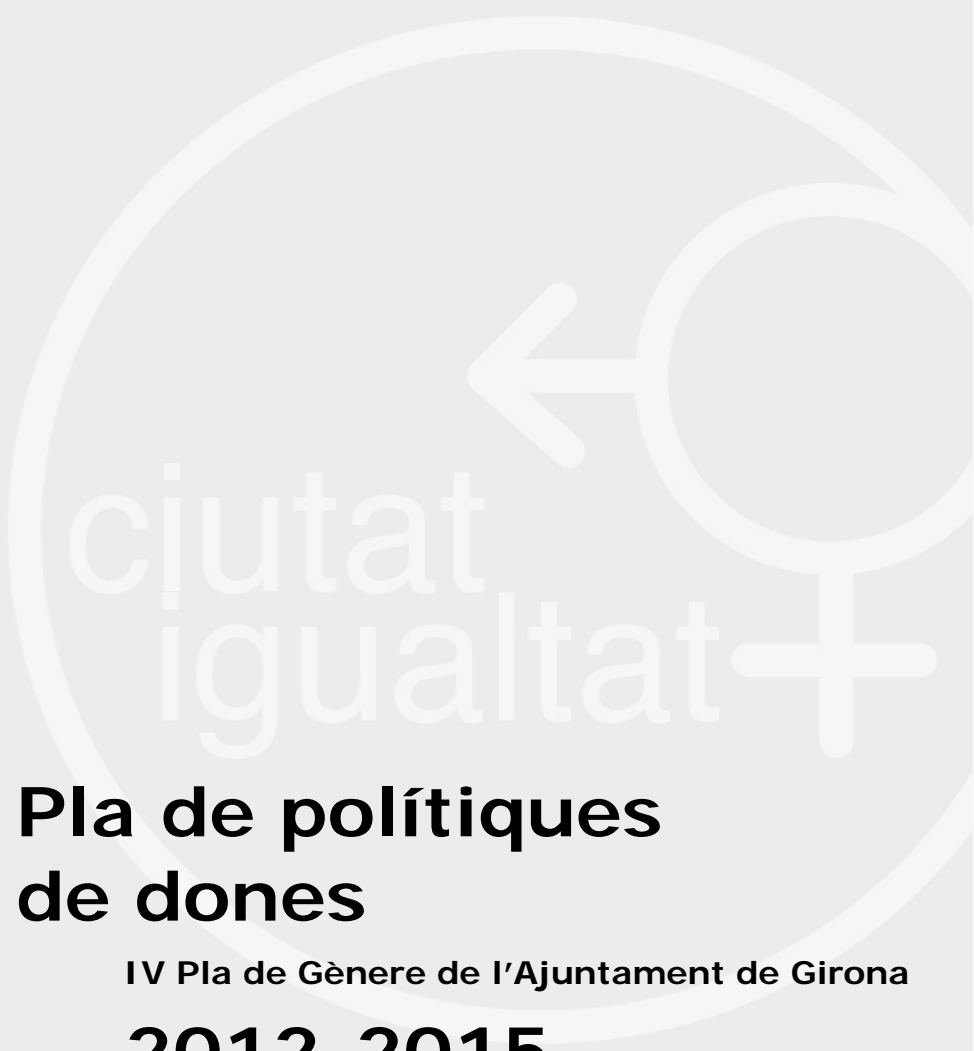 ciutat
igualtat
Pla de polítiques
de dones
IV Pla de Gènere de l'Ajuntament de Girona
2012-2015